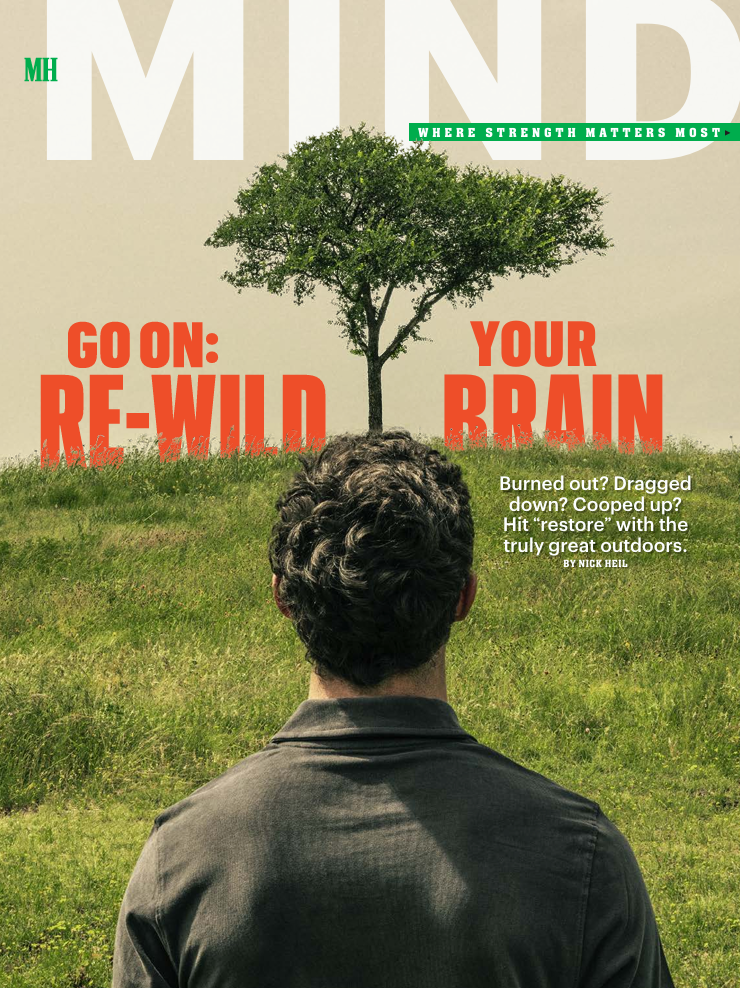 MIND
MH
WHERE STRENGTH MATTERS MOST
GO ON: YOUR
RE-WILD BRAIN
Burned out? Dragged
down? Cooped up?
Hit “restore” with the
truly great outdoors.
BY NICK HEIL